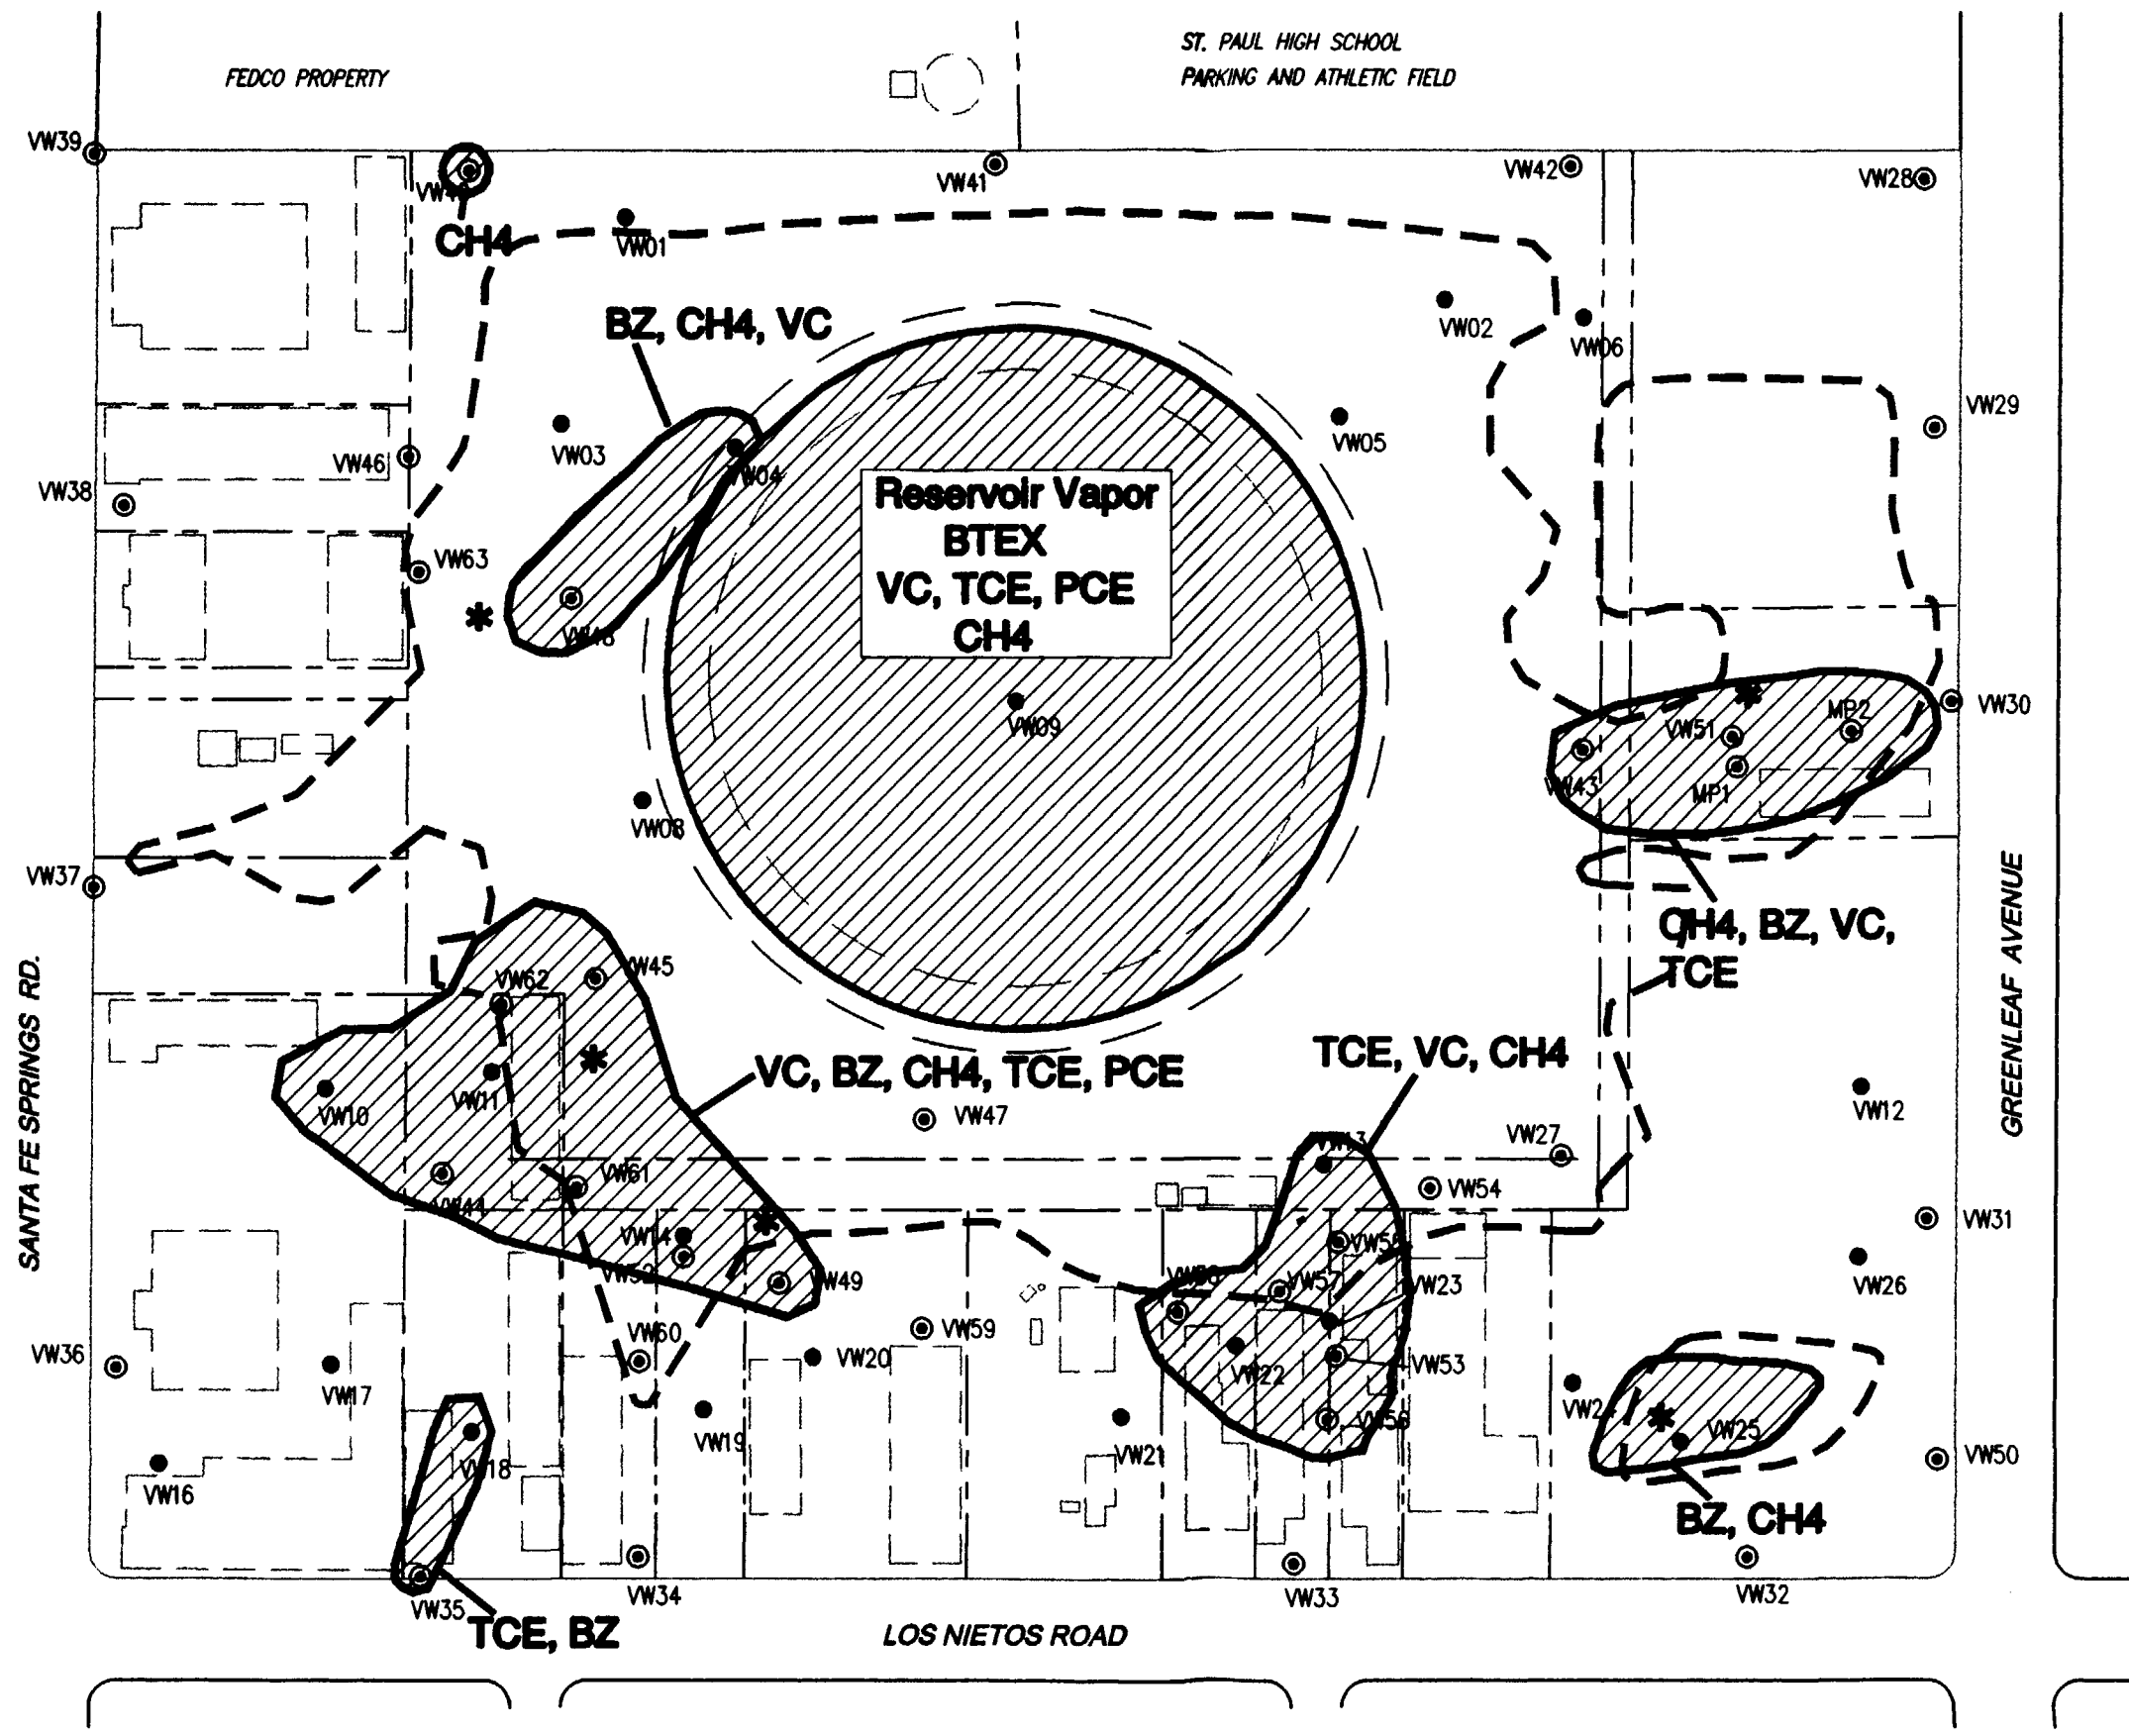 ST. PAUL HIGH SCHOOL
PARKING AND ATHLETIC FIELD
FEDCO PROPERTY
VW39
VW41
VW42
VW28
CH4
VW01
BZ, CH4, VC
VW02
VW06
VW29
VW03
VW05
VW46
VW04
VW38
Reservoir Vapor
BTEX
VC, TCE, PCE
CH4
VW63
VW09
VW30
MP2
VW51
VW43
MP1
VW08
VW37
CH4, BZ, VC,
TCE
GREENLEAF AVENUE
SANTA FE SPRINGS RD.
VW45
VW62
VW11
VW10
VC, BZ, CH4, TCE, PCE
TCE, VC, CH4
VW47
VW12
VW27
VW61
VW54
VW44
VW14
VW31
VW49
VW57
VW23
VW26
VW60
VW59
VW20
VW36
VW17
VW22
VW53
VW19
VW21
VW56
VW25
VW18
VW16
VW50
BZ, CH4
VW35
VW34
VW33
VW32
TCE, BZ
LOS NIETOS ROAD